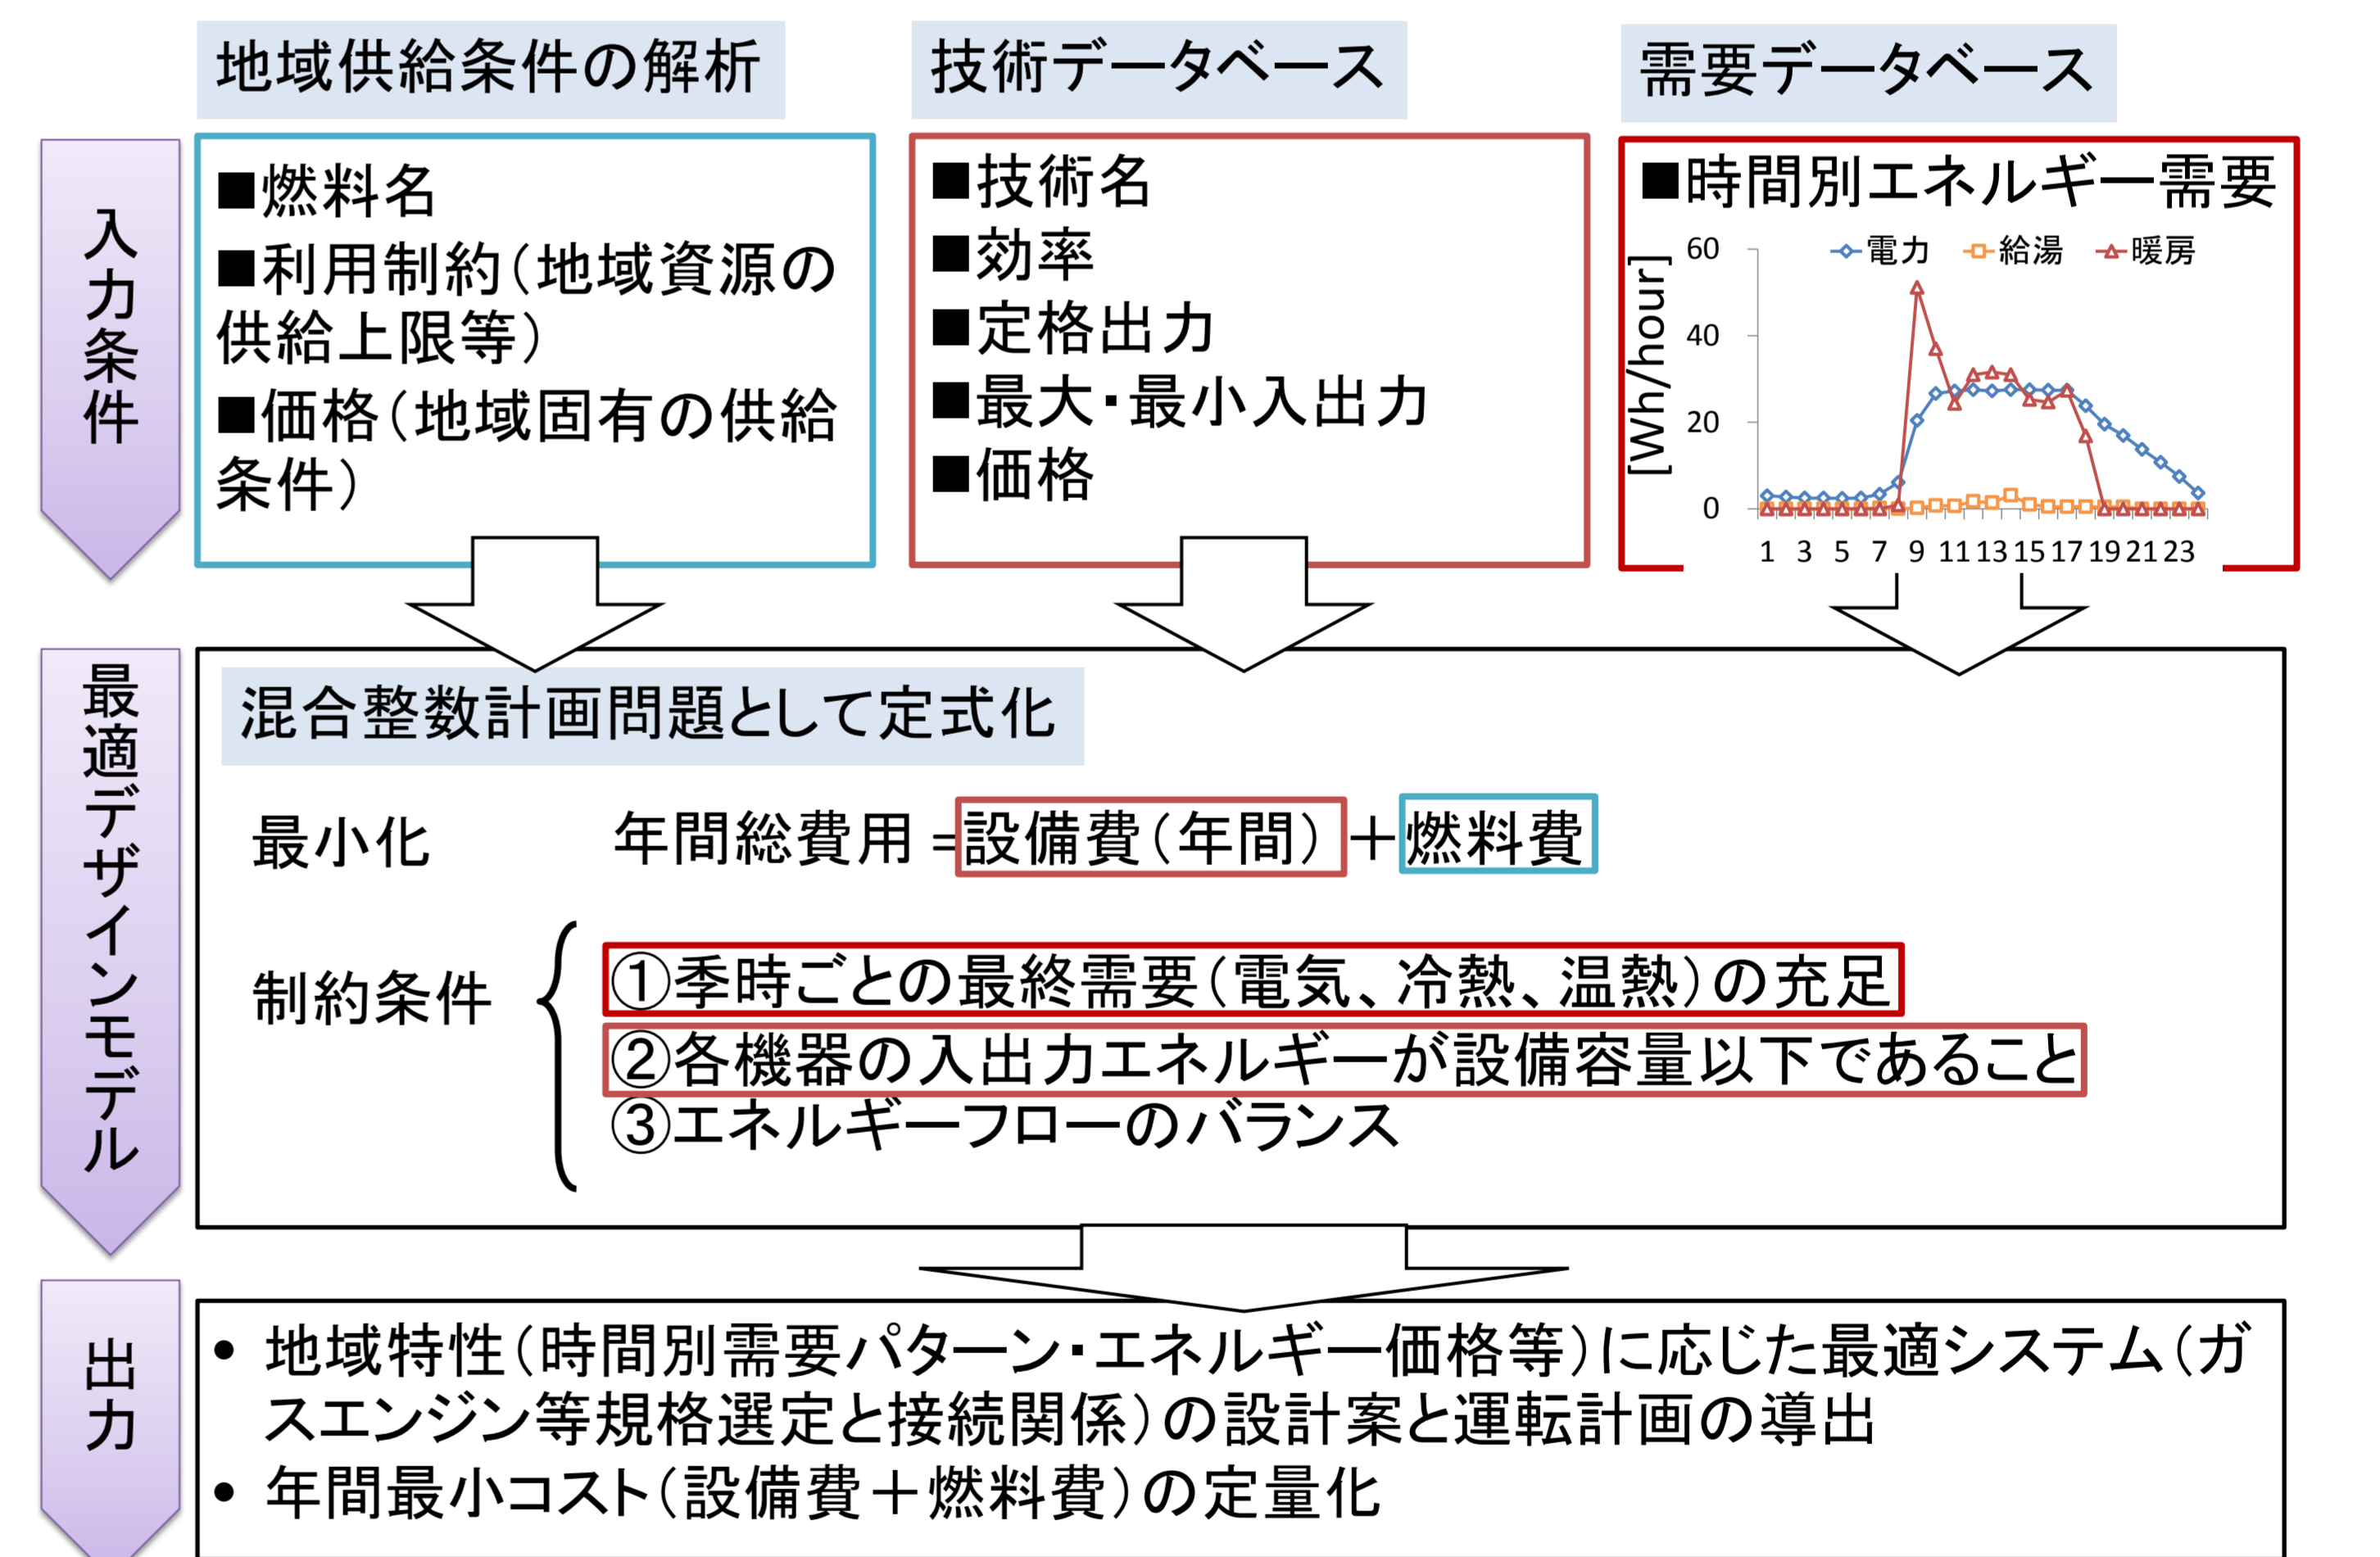 地域供給条件の解析
技術データベース
需要データベース
入力条件
■燃料名
■利用制約(地域資源の
供給上限等)
■価格(地域固有の供給
条件)
■技術名
■効率
■定格出力
■最大・最小入出力
■価格
■時間別エネルギー需要
[Wh/hour]
電力 給湯 暖房
60
40
20
0
1 3 5 7 9 11 13 15 17 19 21 23
最適デザインモデル
混合整数計画問題として定式化
最小化 年間総費用 =設備費(年間)+燃料費
制約条件
①季時ごとの最終需要(電気、冷熱、温熱)の充足
②各機器の入出力エネルギーが設備容量以下であること
③エネルギーフローのバランス
出力
• 地域特性(時間別需要パターン・エネルギー価格等)に応じた最適システム(ガ
スエンジン等規格選定と接続関係)の設計案と運転計画の導出
• 年間最小コスト(設備費+燃料費)の定量化